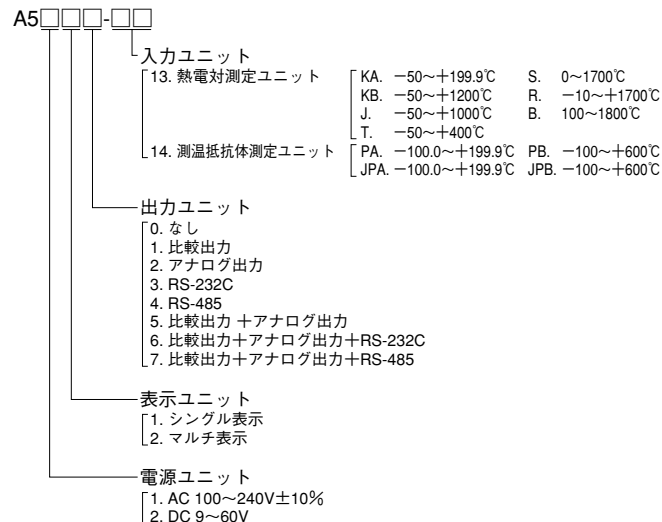 A5□□□-□□
入力ユニット
13. 熱電対測定ユニット KA. －50～＋199.9℃ S. 0～1700℃
KB. －50～＋1200℃ R. －10～＋1700℃
J. －50～＋1000℃ B. 100～1800℃
T. －50～＋400℃
14. 測温抵抗体測定ユニット PA. －100.0～＋199.9℃ PB. －100～＋600℃
JPA. －100.0～＋199.9℃ JPB. －100～＋600℃
出力ユニット
0. なし
1. 比較出力
2. アナログ出力
3. RS-232C
4. RS-485
5. 比較出力 ＋アナログ出力
6. 比較出力＋アナログ出力＋RS-232C
7. 比較出力＋アナログ出力＋RS-485
表示ユニット
1. シングル表示
2. マルチ表示
電源ユニット
1. AC 100～240V±10％
2. DC 9～60V